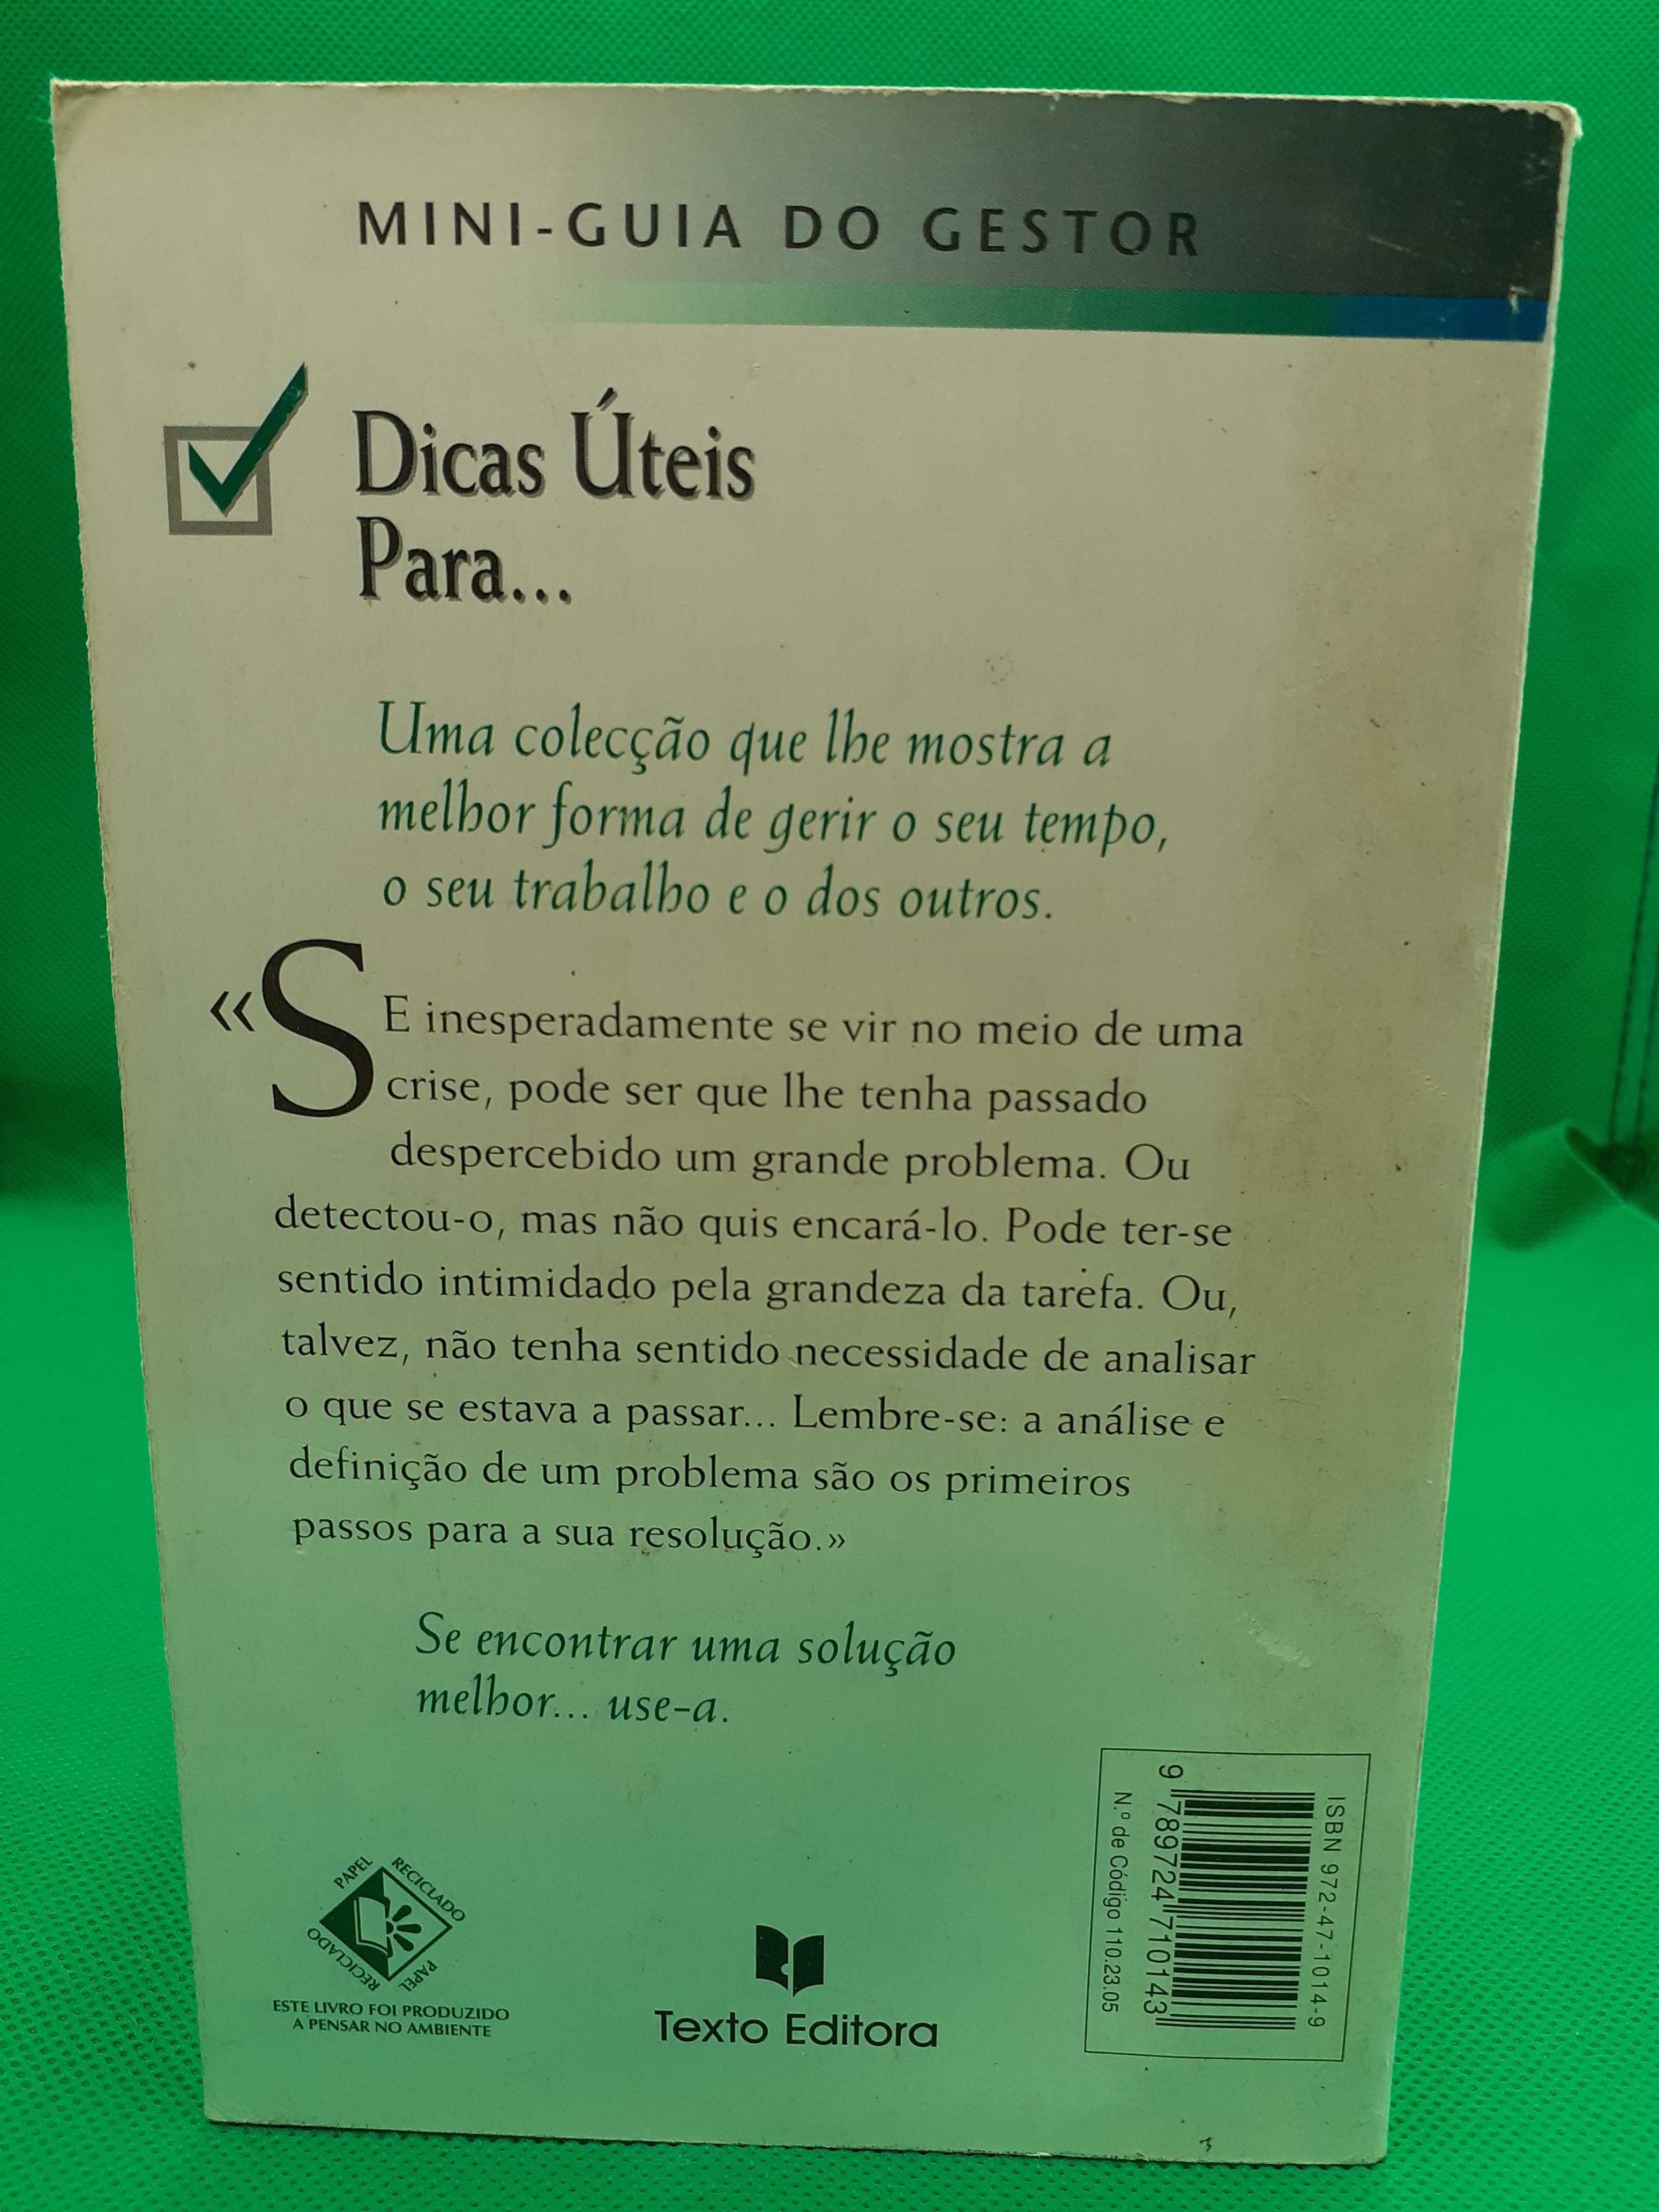 MINI-GUIA DO GESTOR
Dicas Úteis
Para...
Uma colecção que lhe mostra a
melhor forma de gerir o seu tempo,
o seu trabalho e o dos outros.
«SE inesperadamente se vir no meio de uma
crise, pode ser que lhe tenha passado
despercebido um grande problema. Ou
detectou-o, mas não quis encará-lo. Pode ter-se
sentido intimidado pela grandeza da tarefa. Ou,
talvez, não tenha sentido necessidade de analisar
o que se estava a passar... Lembre-se: a análise e
definição de um problema são os primeiros
passos para a sua resolução.»
Se encontrar uma solução
melhor... use-a.
PAPEL RECICLADO
PAPEL RECICLADO
ESTE LIVRO FOI PRODUZIDO
A PENSAR NO AMBIENTE
Texto Editora
ISBN 972-47-1014-9
9 789724 710143
N.º de Código 110.23.05